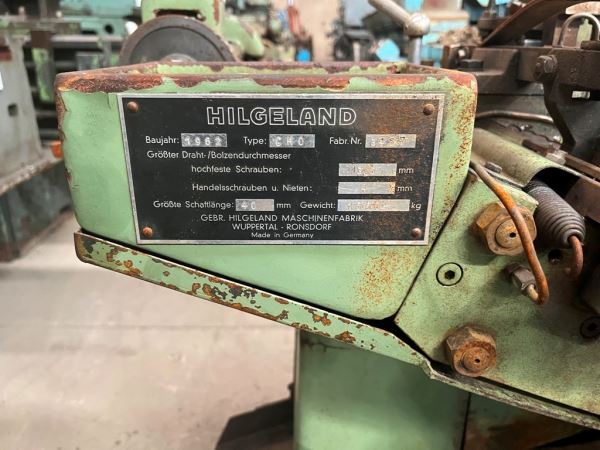 HILGELAND
Baujahr: 1962 Type: CH0 Fabr. Nr.
Größter Draht-/Bolzendurchmesser
hochfeste Schrauben: mm
Handelsschrauben u. Nieten: mm
Größte Schaftlänge: 40 mm Gewicht: kg
GEBR. HILGELAND MASCHINENFABRIK
WUPPERTAL - RONSDORF
Made in Germany